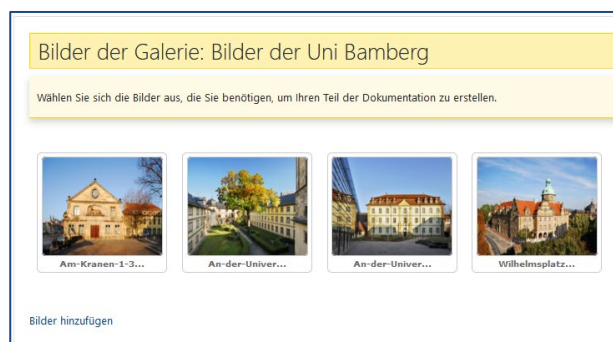 Bilder der Galerie: Bilder der Uni Bamberg
Wählen Sie sich die Bilder aus, die Sie benötigen, um Ihren Teil der Dokumentation zu erstellen.
Am-Kranen-1-3... An-der-Univer... An-der-Univer... Wilhelmsplatz...
Bilder hinzufügen